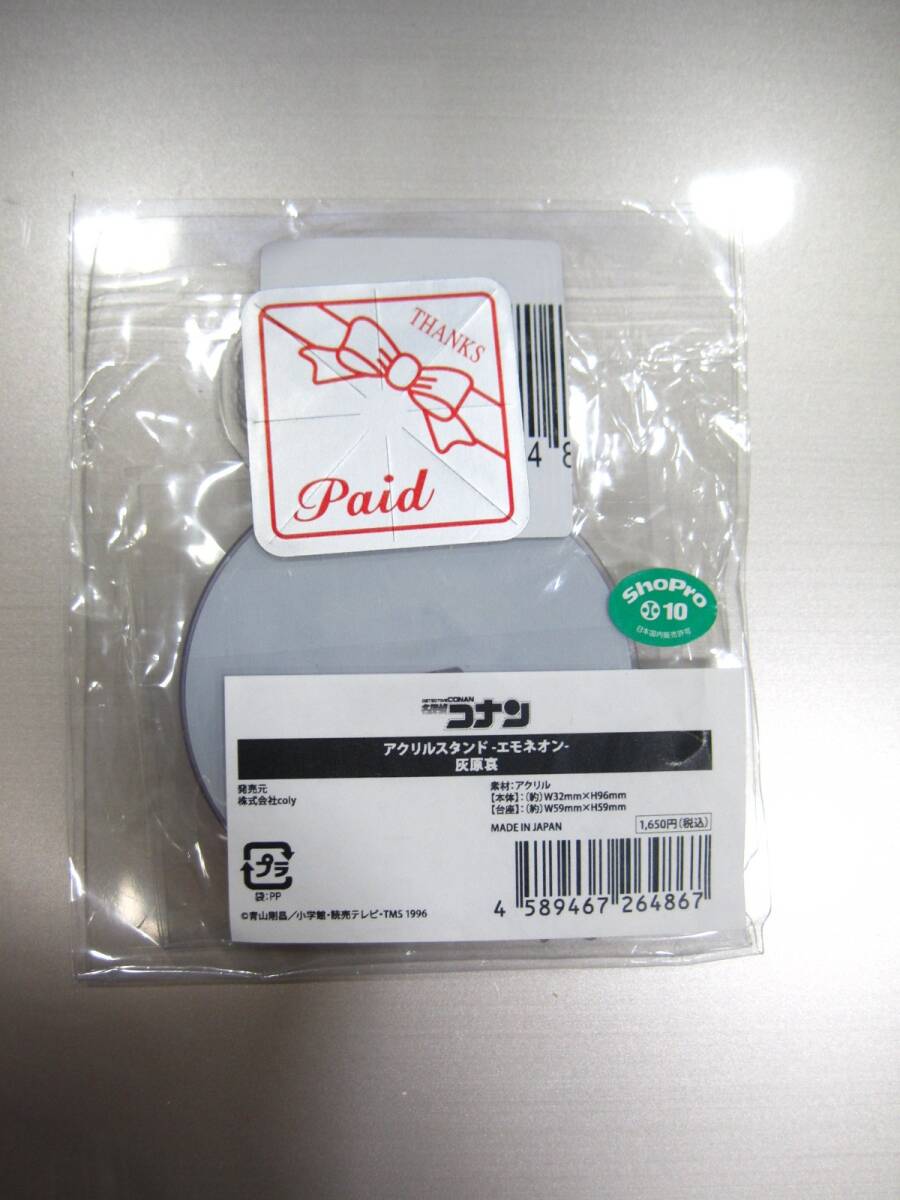 THANKS
Paid
4 8
ShoPro
10
日本国内販売許可
DETECTIVE CONAN
名探偵コナン
アクリルスタンド -エモネオン-
灰原哀
発売元
株式会社coly
素材：アクリル
【本体】：（約）W32mm×H96mm
【台座】：（約）W59mm×H59mm
MADE IN JAPAN
1,650円（税込）
プラ
袋：PP
4 589467 264867
©青山剛昌／小学館・読売テレビ・TMS 1996